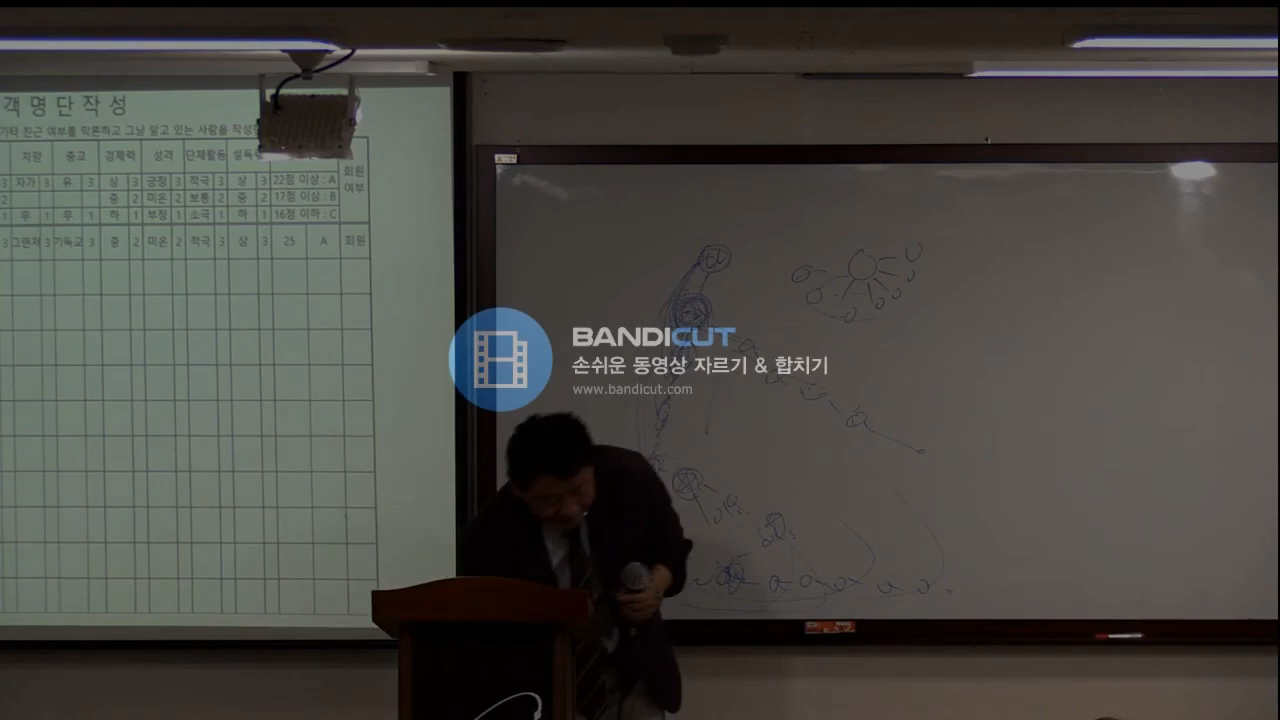 객 명 단 작 성
기타 친근 여부를 막론하고 그냥 알고 있는 사람을 작성
차량 종교 경제력 성격 단체활동 설득력 회원여부
3 자가 3 유 3 상 3 긍정 3 적극 3 상 3 22점 이상 : A
2 중 2 미온 2 보통 2 중 2 17점 이상 : B
1 무 1 무 1 하 1 부정 1 소극 1 하 1 16점 이하 : C
3 그랜져 3 기독교 3 중 2 미온 2 적극 3 상 3 25 A 회원
BANDICUT
손쉬운 동영상 자르기 & 합치기
www.bandicut.com